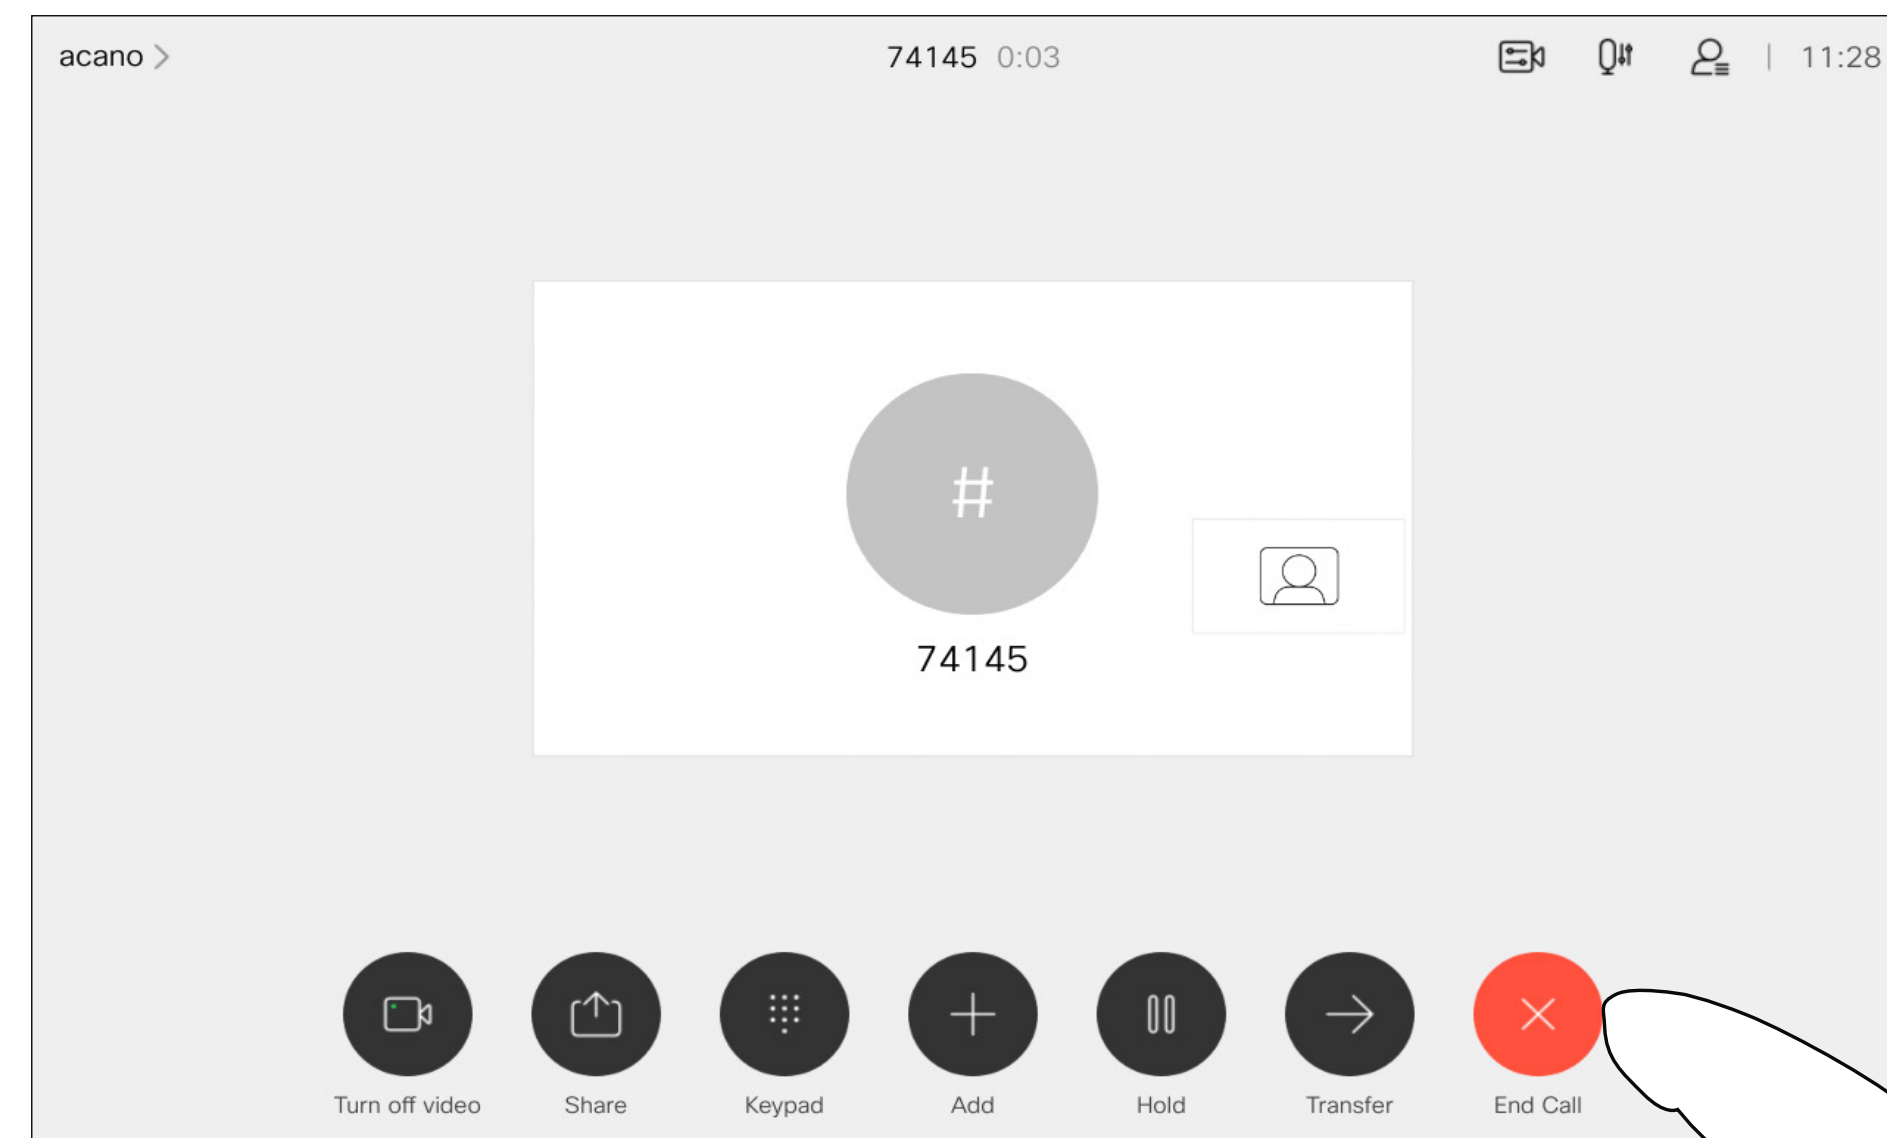 acano
74145 0:03
11:28
#
74145
Turn off video
Share
Keypad
Add
Hold
Transfer
End Call